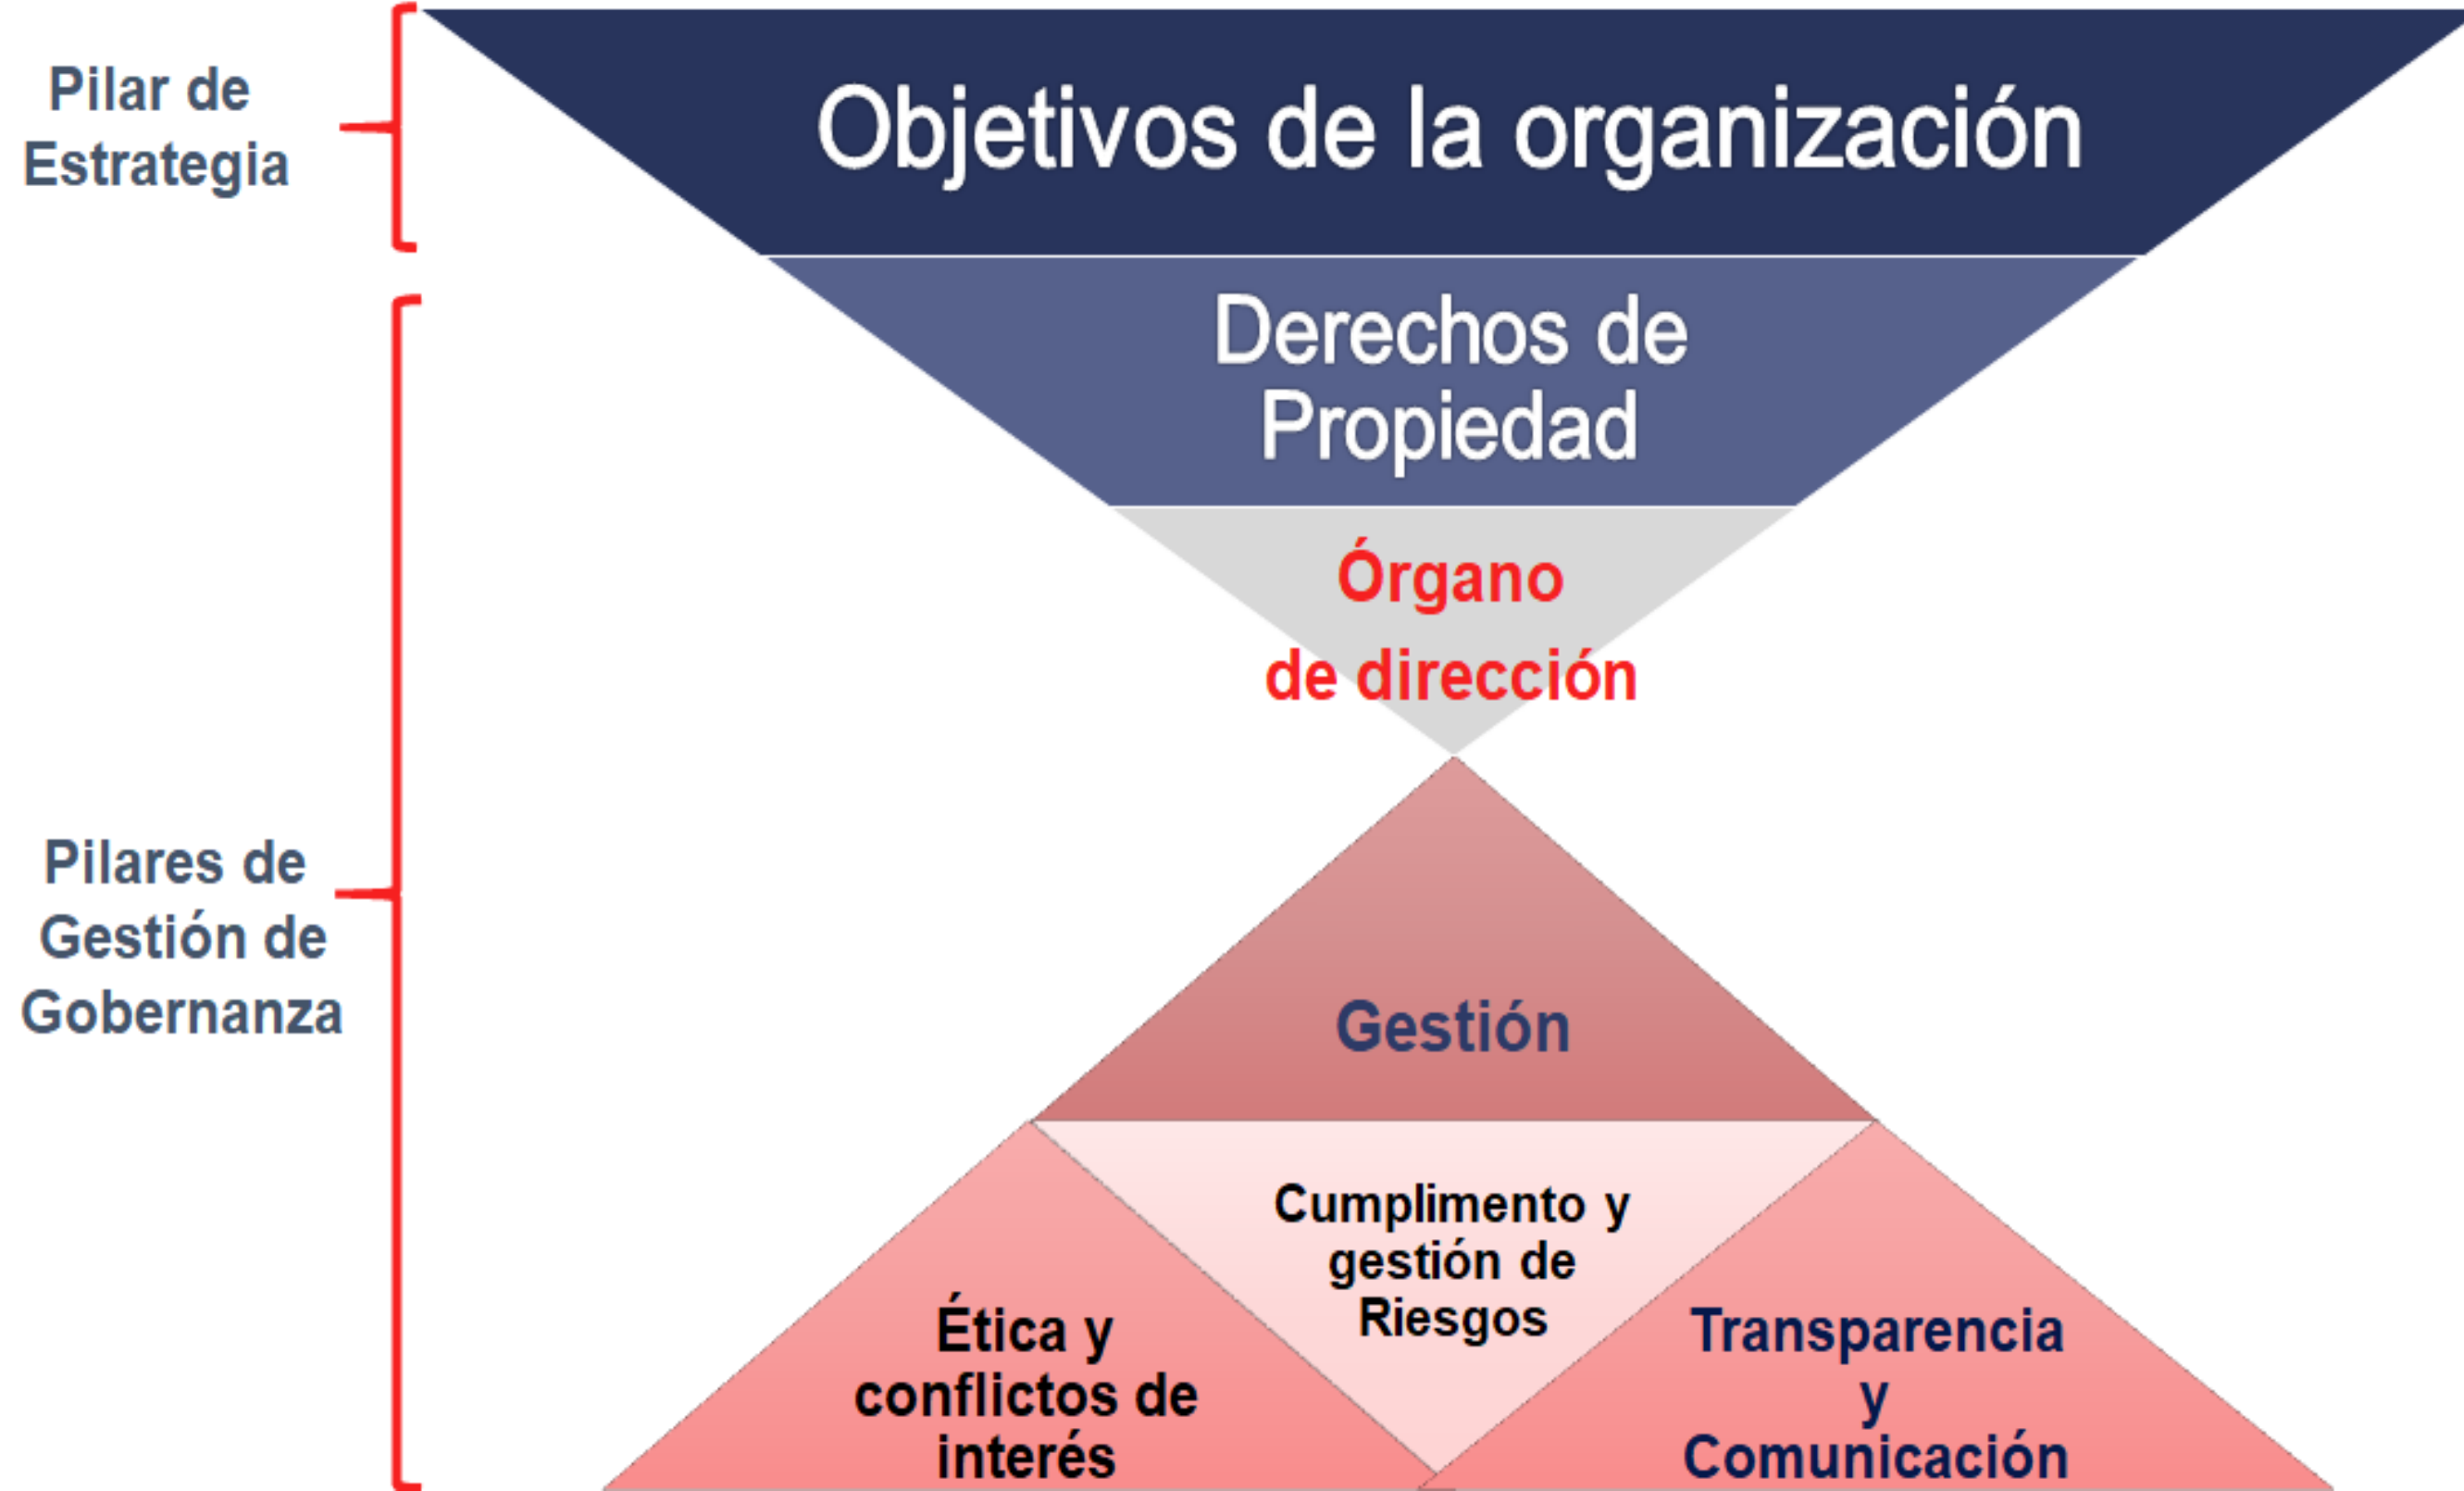 Pilar de
Estrategia
Objetivos de la organización
Derechos de
Propiedad
Órgano
de dirección
Pilares de
Gestión de
Gobernanza
Gestión
Cumplimento y
gestión de
Riesgos
Ética y
conflictos de
interés
Transparencia
y
Comunicación